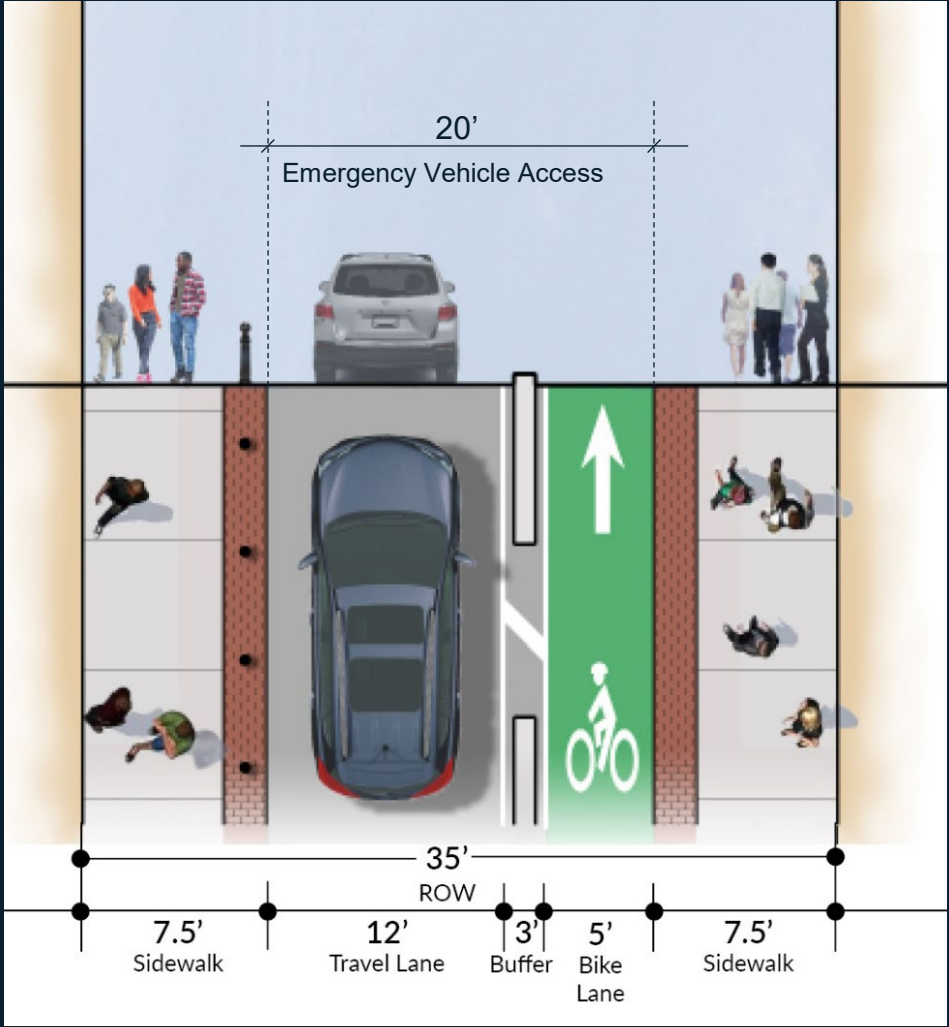 20’
Emergency Vehicle Access
35’
ROW
7.5’
Sidewalk
12’
Travel Lane
3’
Buffer
5’
Bike
Lane
7.5’
Sidewalk